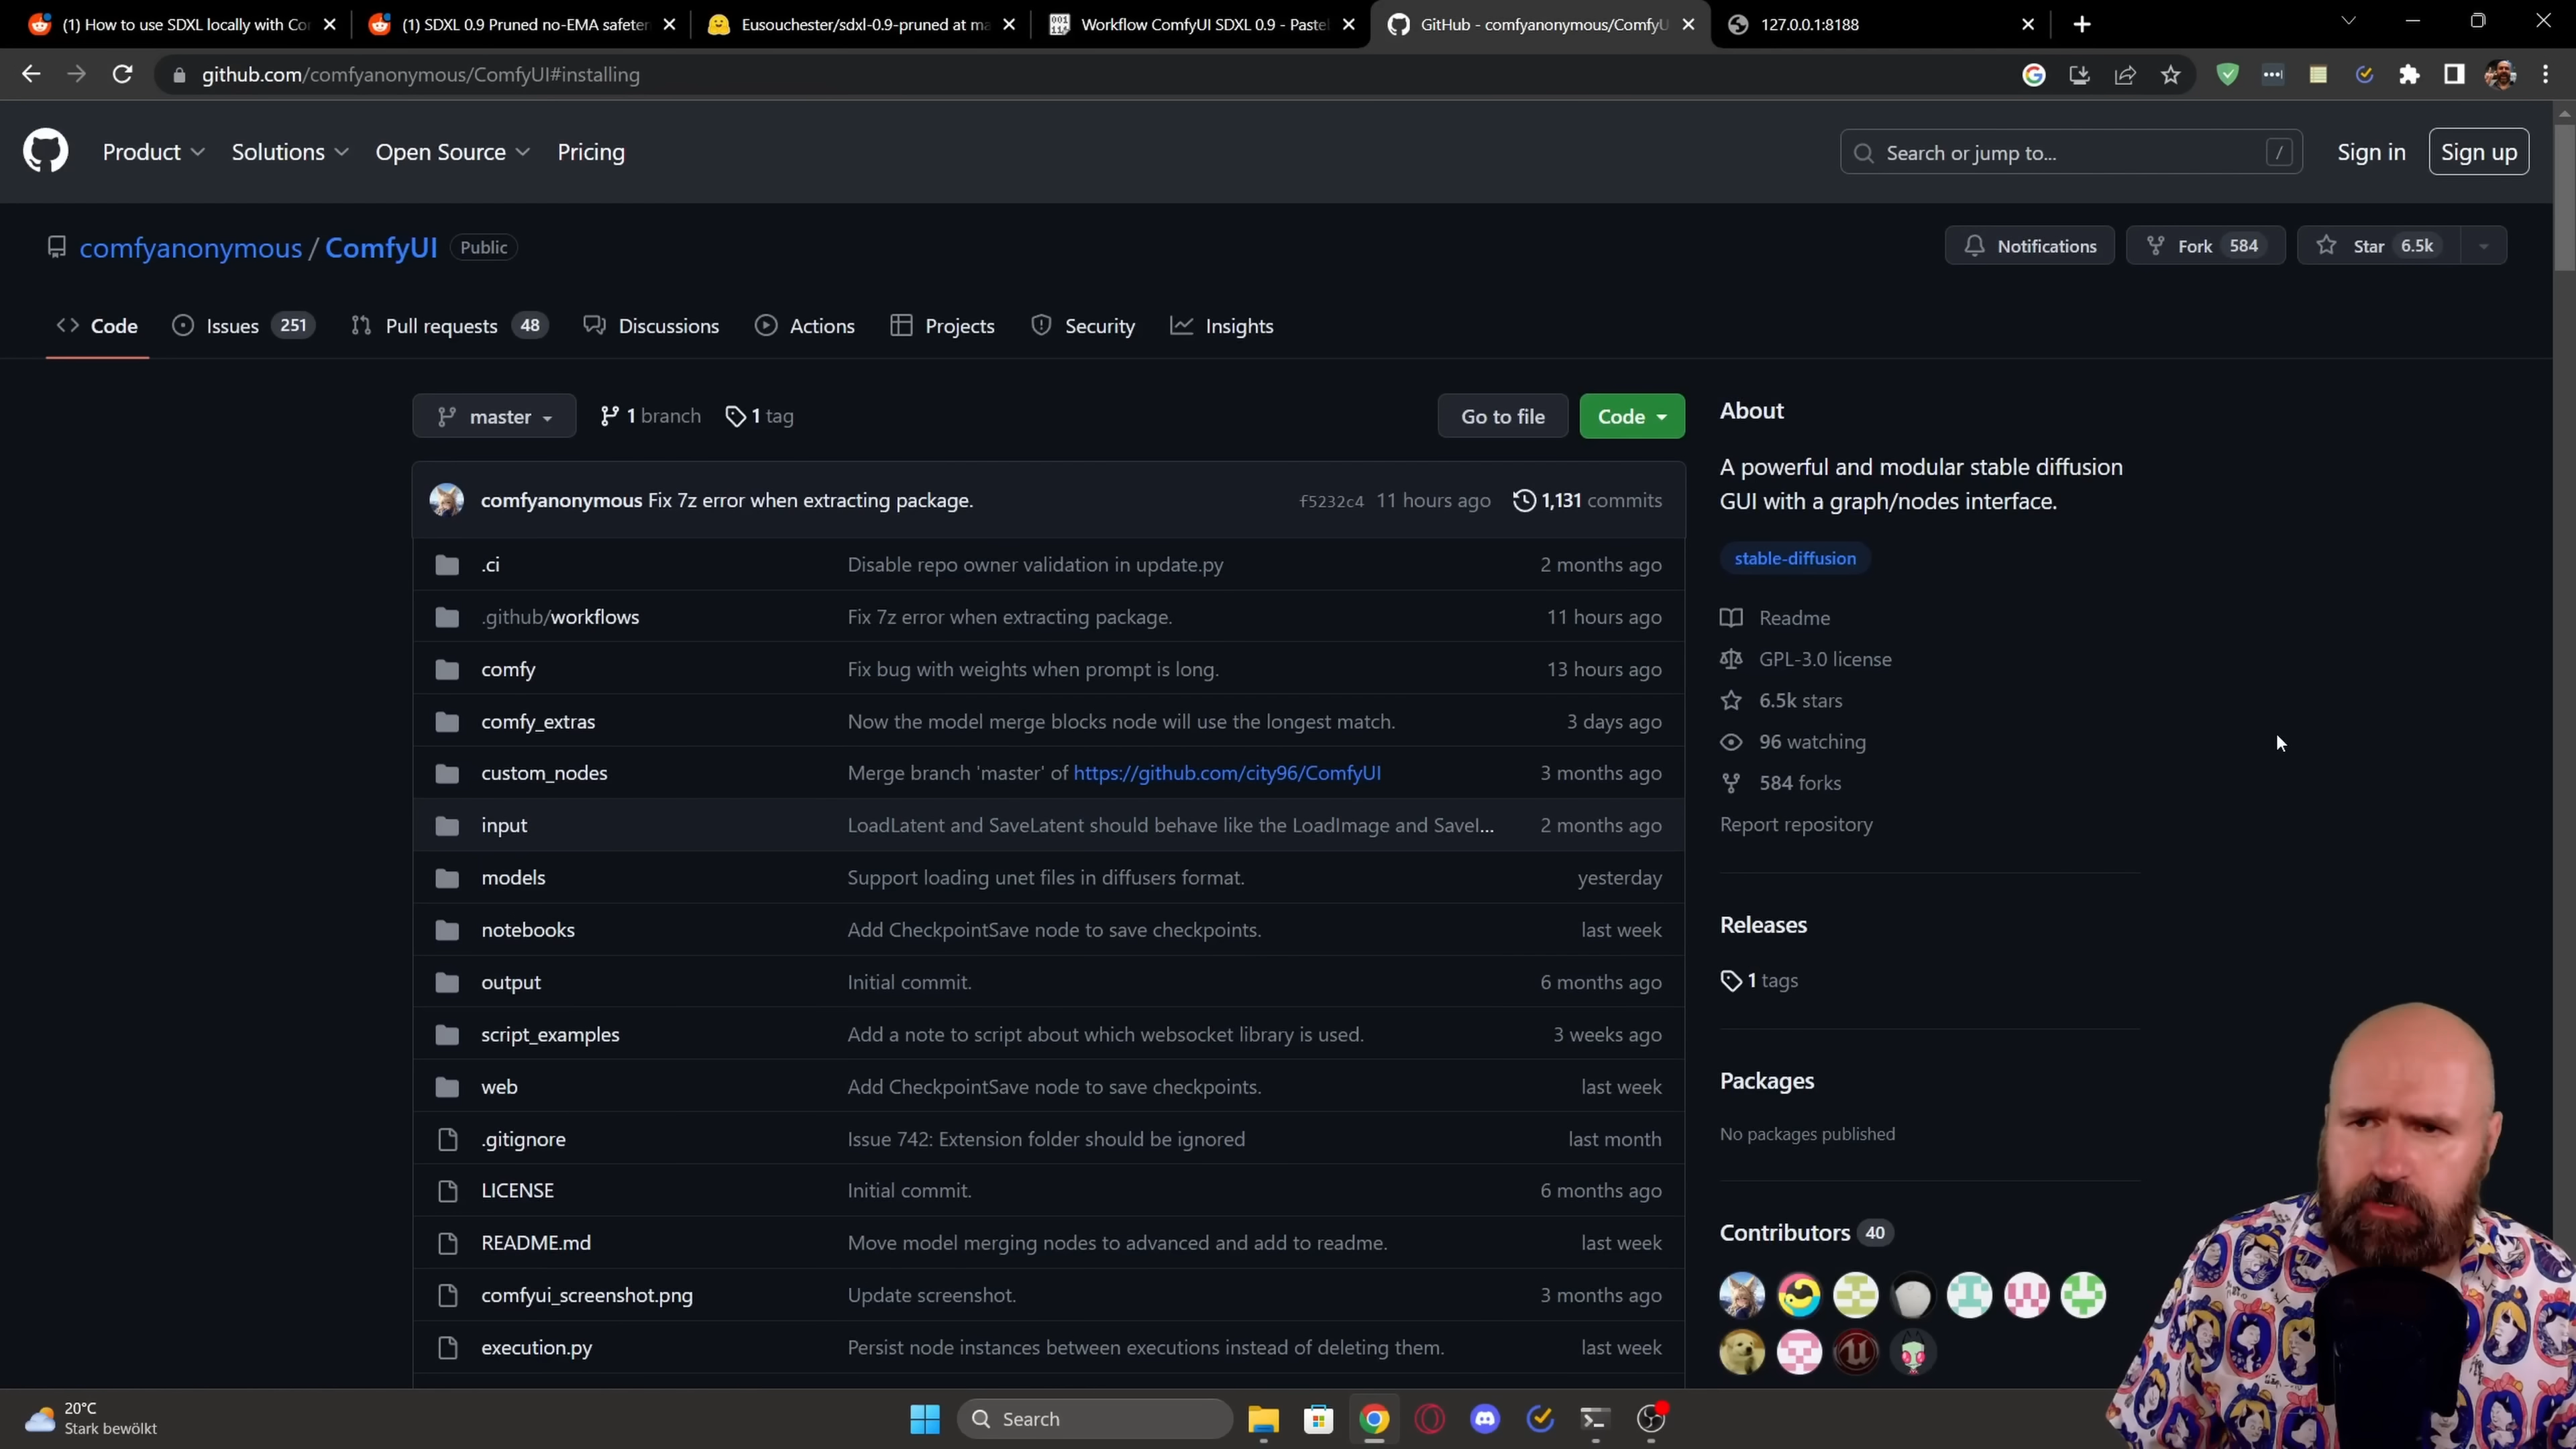 (1) How to use SDXL locally with Co
(1) SDXL 0.9 Pruned no-EMA safeter
Eusouchester/sdxl-0.9-pruned at ma
Workflow ComfyUI SDXL 0.9 - Paste
GitHub - comfyanonymous/ComfyU
127.0.0.1:8188
github.com/comfyanonymous/ComfyUI#installing
Product
Solutions
Open Source
Pricing
Search or jump to...
/
Sign in
Sign up
comfyanonymous / ComfyUI
Public
Notifications
Fork 584
Star 6.5k
Code
Issues 251
Pull requests 48
Discussions
Actions
Projects
Security
Insights
master
1 branch
1 tag
Go to file
Code
comfyanonymous Fix 7z error when extracting package.
f5232c4 11 hours ago
1,131 commits
.ci Disable repo owner validation in update.py 2 months ago
.github/workflows Fix 7z error when extracting package. 11 hours ago
comfy Fix bug with weights when prompt is long. 13 hours ago
comfy_extras Now the model merge blocks node will use the longest match. 3 days ago
custom_nodes Merge branch 'master' of https://github.com/city96/ComfyUI 3 months ago
input LoadLatent and SaveLatent should behave like the LoadImage and SaveI... 2 months ago
models Support loading unet files in diffusers format. yesterday
notebooks Add CheckpointSave node to save checkpoints. last week
output Initial commit. 6 months ago
script_examples Add a note to script about which websocket library is used. 3 weeks ago
web Add CheckpointSave node to save checkpoints. last week
.gitignore Issue 742: Extension folder should be ignored last month
LICENSE Initial commit. 6 months ago
README.md Move model merging nodes to advanced and add to readme. last week
comfyui_screenshot.png Update screenshot. 3 months ago
execution.py Persist node instances between executions instead of deleting them. last week
About
A powerful and modular stable diffusion
GUI with a graph/nodes interface.
stable-diffusion
Readme
GPL-3.0 license
6.5k stars
96 watching
584 forks
Report repository
Releases
1 tags
Packages
No packages published
Contributors 40
20°C
Stark bewölkt
Search